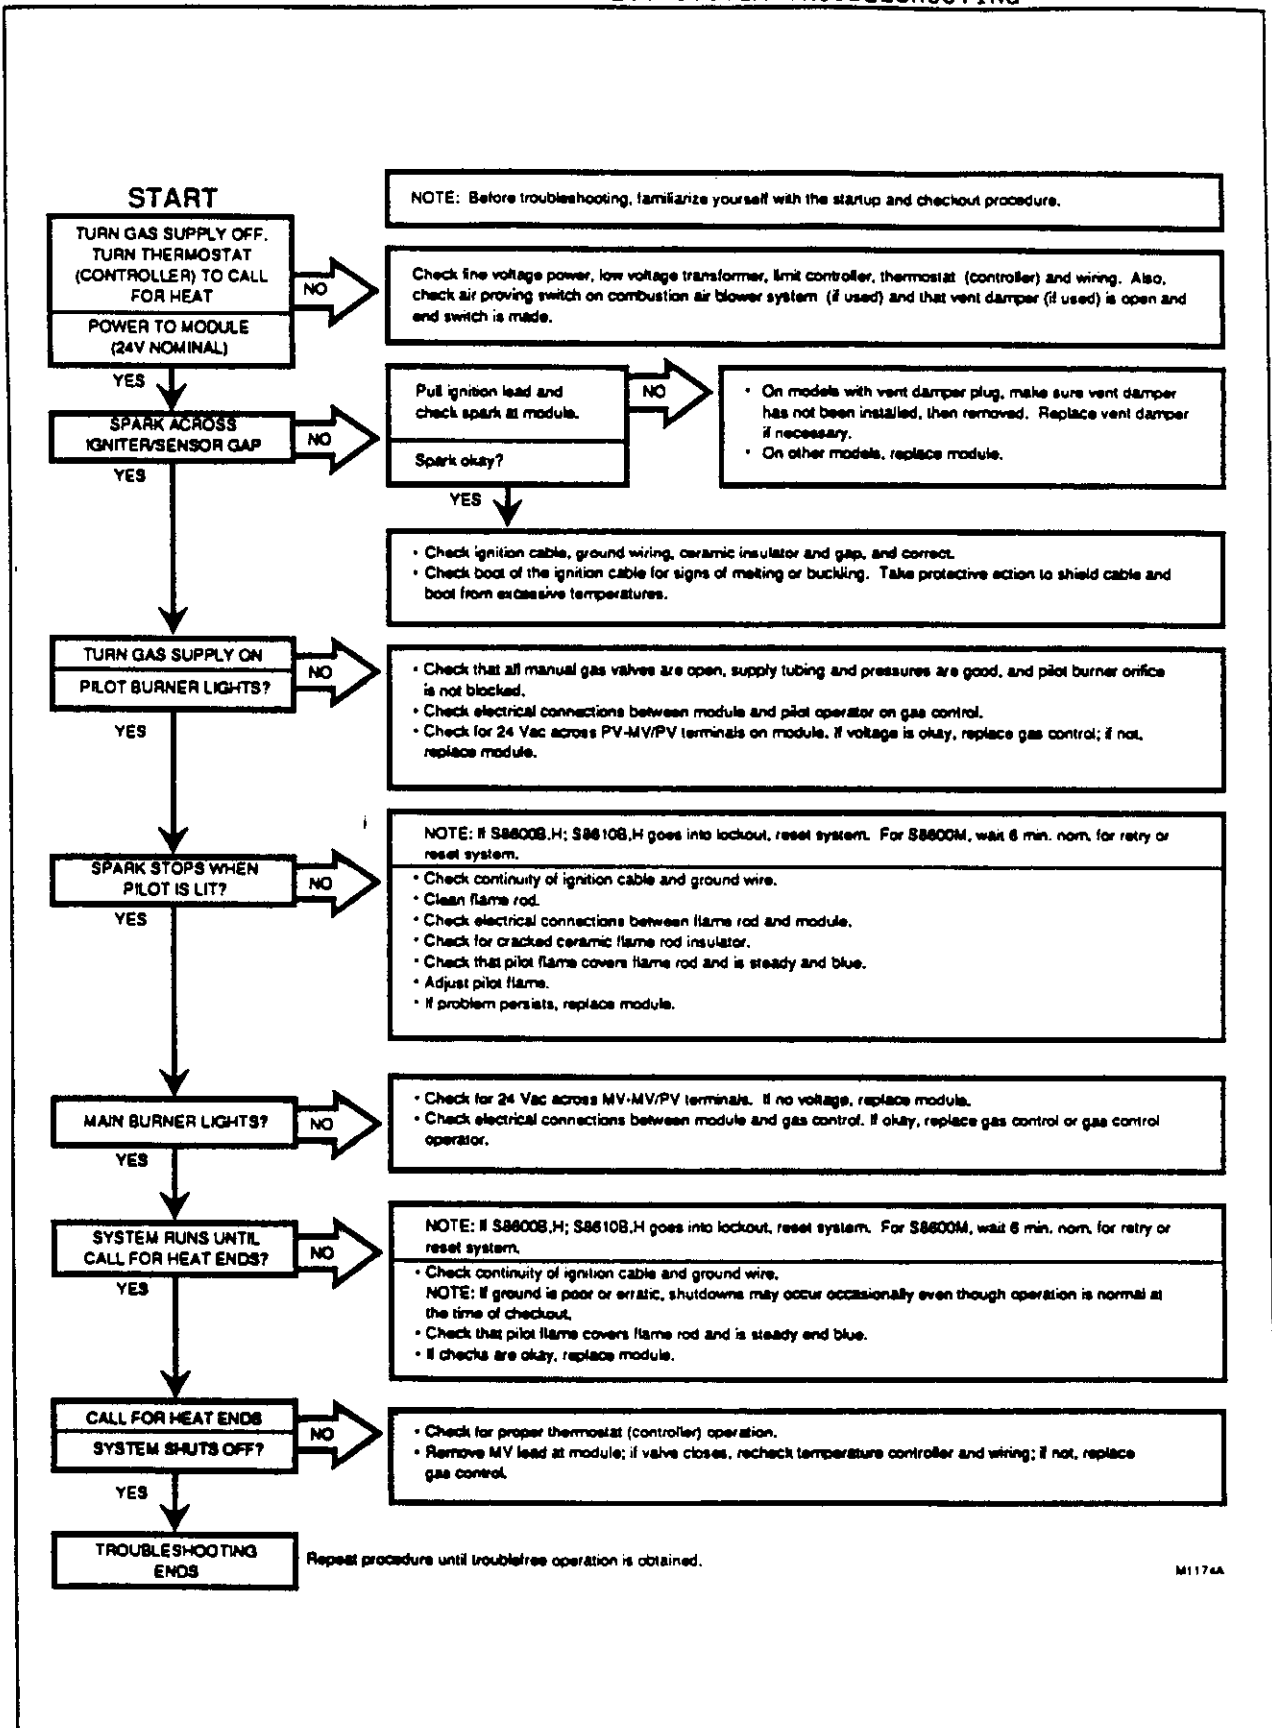 START
NOTE: Before troubleshooting, familiarize yourself with the startup and checkout procedure.
TURN GAS SUPPLY OFF.
TURN THERMOSTAT
(CONTROLLER) TO CALL
FOR HEAT
POWER TO MODULE
(24V NOMINAL)
NO
Check line voltage power, low voltage transformer, limit controller, thermostat (controller) and wiring. Also,
check air proving switch on combustion air blower system (if used) and that vent damper (if used) is open and
end switch is made.
YES
SPARK ACROSS
IGNITER/SENSOR GAP
NO
Pull ignition lead and
check spark at module.
Spark okay?
NO
• On models with vent damper plug, make sure vent damper
has not been installed, then removed. Replace vent damper
if necessary.
• On other models, replace module.
YES
YES
• Check ignition cable, ground wiring, ceramic insulator and gap, and correct.
• Check boot of the ignition cable for signs of melting or buckling. Take protective action to shield cable and
boot from excessive temperatures.
TURN GAS SUPPLY ON
PILOT BURNER LIGHTS?
NO
• Check that all manual gas valves are open, supply tubing and pressures are good, and pilot burner orifice
is not blocked.
• Check electrical connections between module and pilot operator on gas control.
• Check for 24 Vac across PV-MV/PV terminals on module. If voltage is okay, replace gas control; if not,
replace module.
YES
SPARK STOPS WHEN
PILOT IS LIT?
NO
NOTE: If S8600B,H; S8610B,H goes into lockout, reset system. For S8600M, wait 6 min. nom. for retry or
reset system.
• Check continuity of ignition cable and ground wire.
• Clean flame rod.
• Check electrical connections between flame rod and module.
• Check for cracked ceramic flame rod insulator.
• Check that pilot flame covers flame rod and is steady and blue.
• Adjust pilot flame.
• If problem persists, replace module.
YES
MAIN BURNER LIGHTS?
NO
• Check for 24 Vac across MV-MV/PV terminals. If no voltage, replace module.
• Check electrical connections between module and gas control. If okay, replace gas control or gas control
operator.
YES
SYSTEM RUNS UNTIL
CALL FOR HEAT ENDS?
NO
NOTE: If S8600B,H; S8610B,H goes into lockout, reset system. For S8600M, wait 6 min. nom. for retry or
reset system.
• Check continuity of ignition cable and ground wire.
NOTE: If ground is poor or erratic, shutdowns may occur occasionally even though operation is normal at
the time of checkout.
• Check that pilot flame covers flame rod and is steady end blue.
• If checks are okay, replace module.
YES
CALL FOR HEAT ENDS
SYSTEM SHUTS OFF?
NO
• Check for proper thermostat (controller) operation.
• Remove MV lead at module; if valve closes, recheck temperature controller and wiring; if not, replace
gas control.
YES
TROUBLESHOOTING
ENDS
Repeat procedure until troublefree operation is obtained.
M1174A